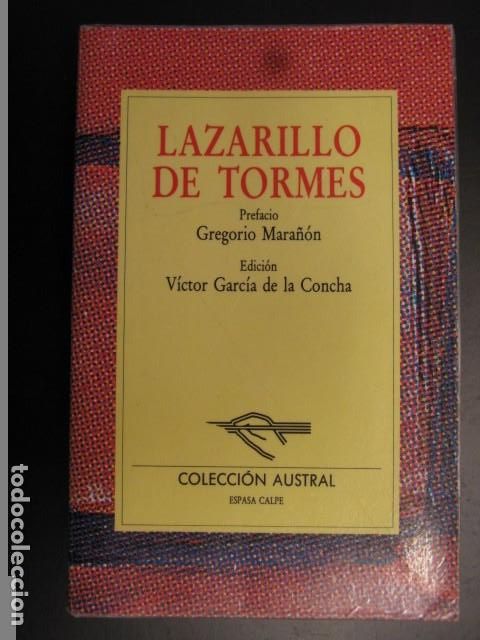 LAZARILLO
DE TORMES
Prefacio
Gregorio Marañón
Edición
Víctor García de la Concha
COLECCIÓN AUSTRAL
ESPASA CALPE
todocoleccion